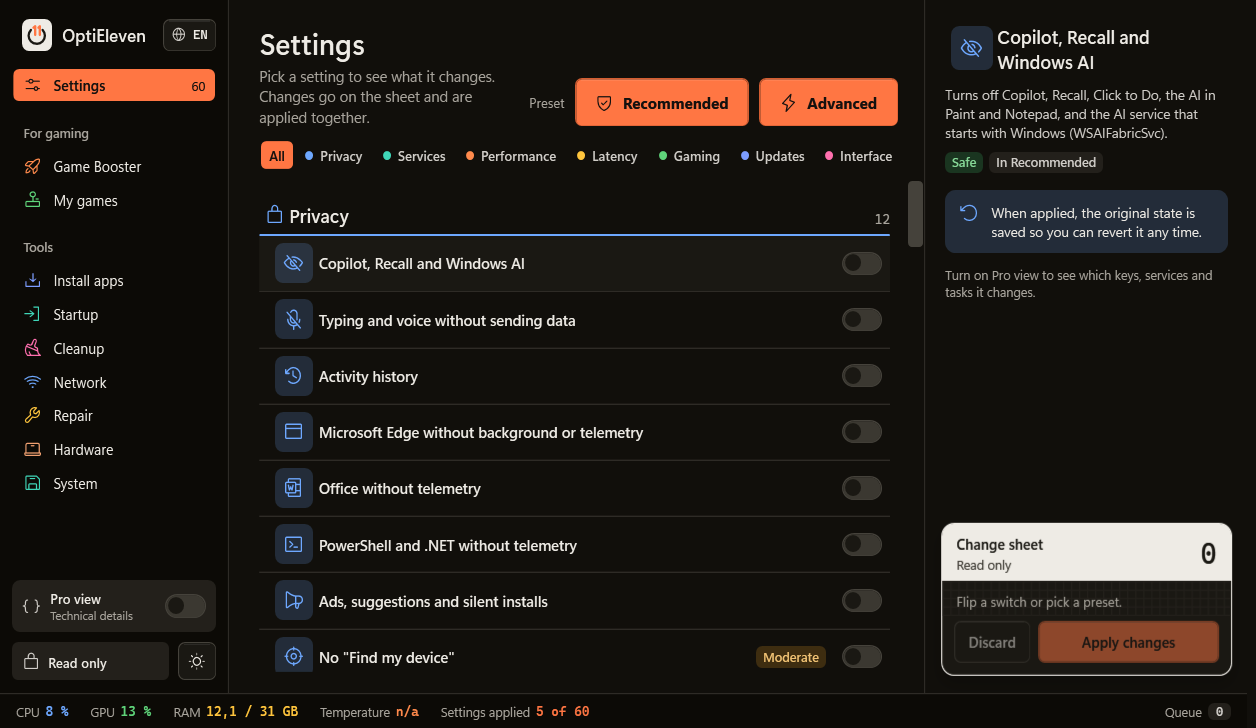 OptiEleven
EN
Settings
60
For gaming
Game Booster
My games
Tools
Install apps
Startup
Cleanup
Network
Repair
Hardware
System
Pro view
Technical details
Read only
Settings
Pick a setting to see what it changes.
Changes go on the sheet and are
applied together.
Preset
Recommended
Advanced
All
Privacy
Services
Performance
Latency
Gaming
Updates
Interface
Privacy
12
Copilot, Recall and Windows AI
Typing and voice without sending data
Activity history
Microsoft Edge without background or telemetry
Office without telemetry
PowerShell and .NET without telemetry
Ads, suggestions and silent installs
No "Find my device"
Moderate
Copilot, Recall and
Windows AI
Turns off Copilot, Recall, Click to Do, the AI in
Paint and Notepad, and the AI service that
starts with Windows (WSAIFabricSvc).
Safe
In Recommended
When applied, the original state is
saved so you can revert it any time.
Turn on Pro view to see which keys, services and
tasks it changes.
Change sheet
0
Read only
Flip a switch or pick a preset.
Discard
Apply changes
CPU 8 %
GPU 13 %
RAM 12,1 / 31 GB
Temperature n/a
Settings applied 5 of 60
Queue 0